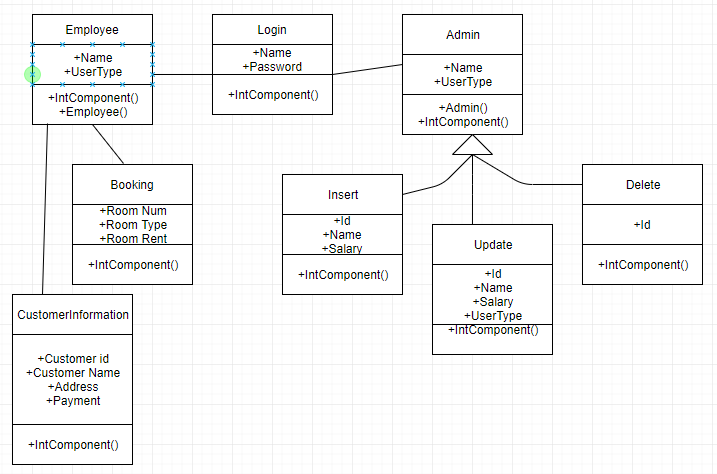 Employee
+Name
+UserType
+IntComponent()
+Employee()
Login
+Name
+Password
+IntComponent()
Admin
+Name
+UserType
+Admin()
+IntComponent()
Booking
+Room Num
+Room Type
+Room Rent
+IntComponent()
Insert
+Id
+Name
+Salary
+IntComponent()
Update
+Id
+Name
+Salary
+UserType
+IntComponent()
Delete
+Id
+IntComponent()
CustomerInformation
+Customer id
+Customer Name
+Address
+Payment
+IntComponent()